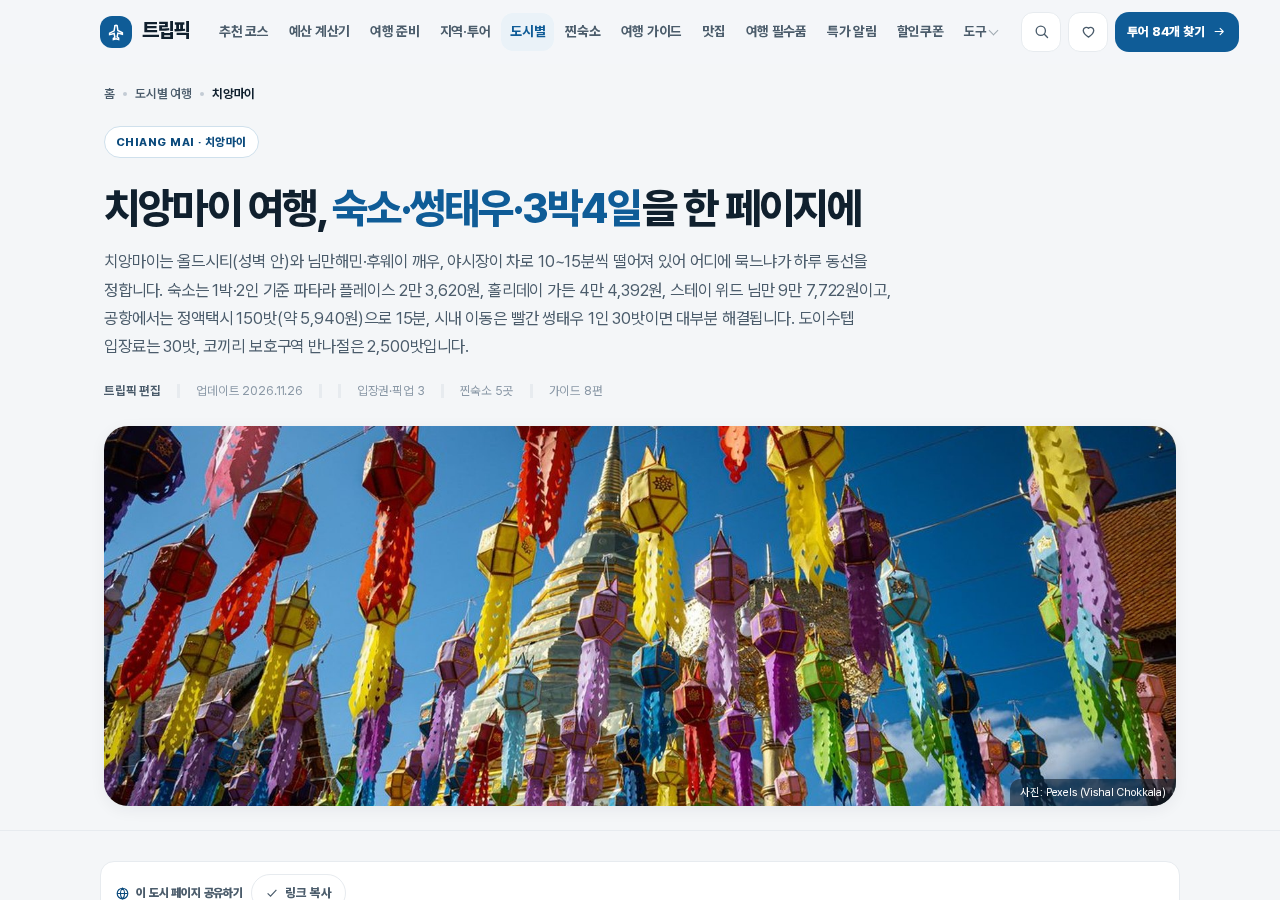 트립픽
추천 코스
예산 계산기
여행 준비
지역·투어
도시별
찐숙소
여행 가이드
맛집
여행 필수품
특가 알림
할인쿠폰
도구
투어 84개 찾기 →
홈 • 도시별 여행 • 치앙마이
CHIANG MAI · 치앙마이
치앙마이 여행, 숙소·썽태우·3박4일을 한 페이지에
치앙마이는 올드시티(성벽 안)와 님만해민·후웨이 깨우, 야시장이 차로 10~15분씩 떨어져 있어 어디에 묵느냐가 하루 동선을
정합니다. 숙소는 1박·2인 기준 파타라 플레이스 2만 3,620원, 홀리데이 가든 4만 4,392원, 스테이 위드 님만 9만 7,722원이고,
공항에서는 정액택시 150밧(약 5,940원)으로 15분, 시내 이동은 빨간 썽태우 1인 30밧이면 대부분 해결됩니다. 도이수텝
입장료는 30밧, 코끼리 보호구역 반나절은 2,500밧입니다.
트립픽 편집
업데이트 2026.11.26
입장권·픽업 3
찐숙소 5곳
가이드 8편
사진: Pexels (Vishal Chokkala)
이 도시 페이지 공유하기
링크 복사